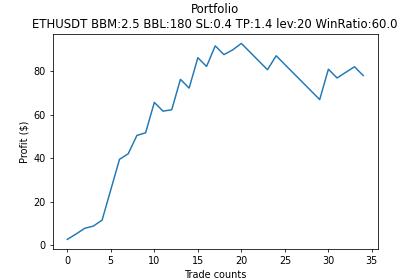 Portfolio
ETHUSDT BBM:2.5 BBL:180 SL:0.4 TP:1.4 lev:20 WinRatio:60.0
Profit ($)
80
60
40
20
0
0 5 10 15 20 25 30 35
Trade counts